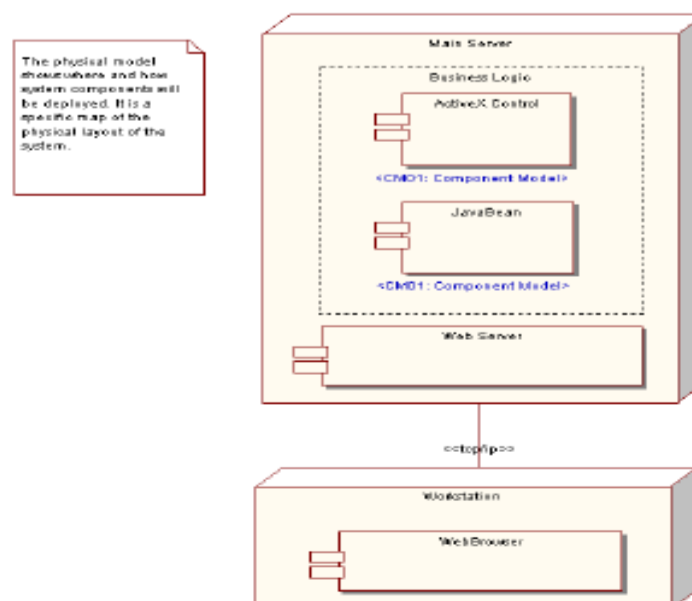 The physical model
shows where and how
system components will
be deployed. It is a
specific map of the
physical layout of the
system.
Main Server
Business Logic
ActiveX Control
<CM01: Component Model>
JavaBean
<CM01: Component Model>
Web Server
<<tcp/ip>>
Workstation
WebBrowser